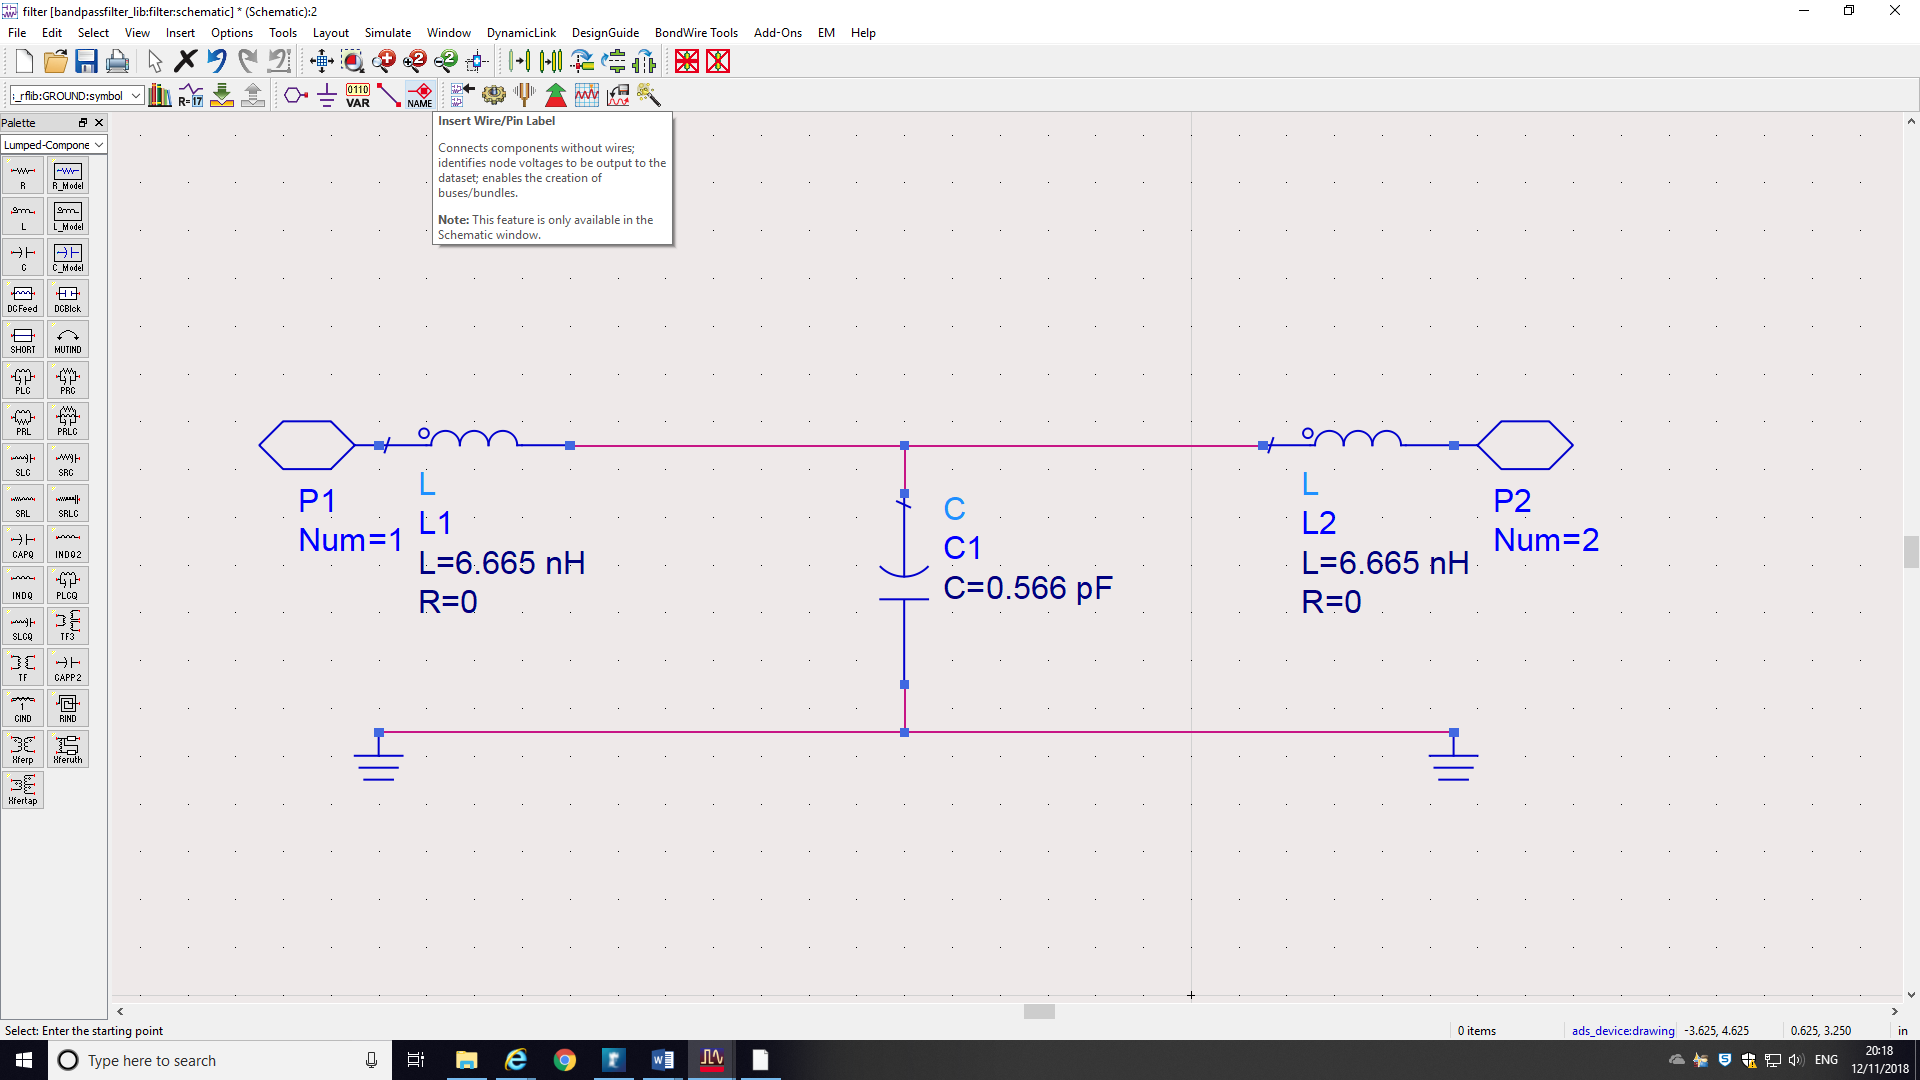 filter [bandpassfilter_lib:filter:schematic] * (Schematic):2
File Edit Select View Insert Options Tools Layout Simulate Window DynamicLink DesignGuide BondWire Tools Add-Ons EM Help
:_rflib:GROUND:symbol
R=17
0110
VAR
NAME
Insert Wire/Pin Label
Connects components without wires;
identifies node voltages to be output to the
dataset; enables the creation of
buses/bundles.
Note: This feature is only available in the
Schematic window.
Palette
Lumped-Compone
R R_Model
L L_Model
C C_Model
DCFeed DCBlck
SHORT MUTIND
PLC PRC
PRL PRLC
SLC SRC
SRL SRLC
CAPQ INDQ2
INDQ PLCQ
SLCQ TF3
TF CAPP2
CIND RIND
Xferp Xferuth
Xfertap
P1
Num=1
L
L1
L=6.665 nH
R=0
C
C1
C=0.566 pF
L
L2
L=6.665 nH
R=0
P2
Num=2
Select: Enter the starting point
0 items
ads_device:drawing
-3.625, 4.625
0.625, 3.250
in
Type here to search
ENG
20:18
12/11/2018